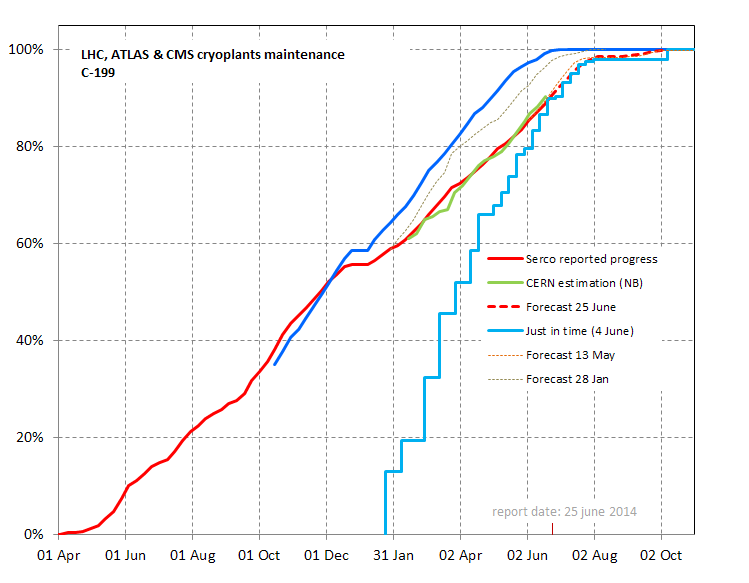 LHC, ATLAS & CMS cryoplants maintenance
C-199
100%
80%
60%
40%
20%
0%
Serco reported progress
CERN estimation (NB)
Forecast 25 June
Just in time (4 June)
Forecast 13 May
Forecast 28 Jan
report date: 25 june 2014
01 Apr 01 Jun 01 Aug 01 Oct 01 Dec 31 Jan 02 Apr 02 Jun 02 Aug 02 Oct